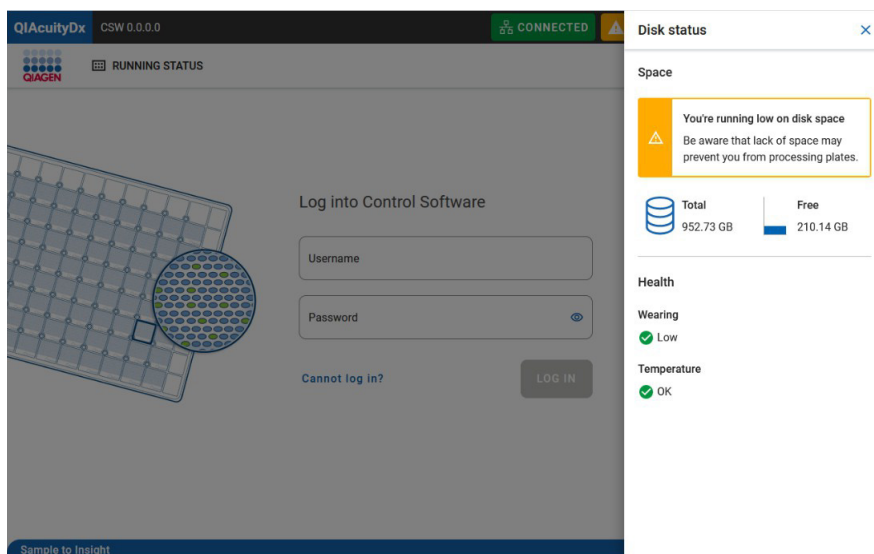 QIAcuityDx CSW 0.0.0.0 CONNECTED
QIAGEN RUNNING STATUS
Log into Control Software
Username
Password
Cannot log in? LOG IN
Sample to Insight
Disk status
Space
You're running low on disk space
Be aware that lack of space may
prevent you from processing plates.
Total Free
952.73 GB 210.14 GB
Health
Wearing
Low
Temperature
OK